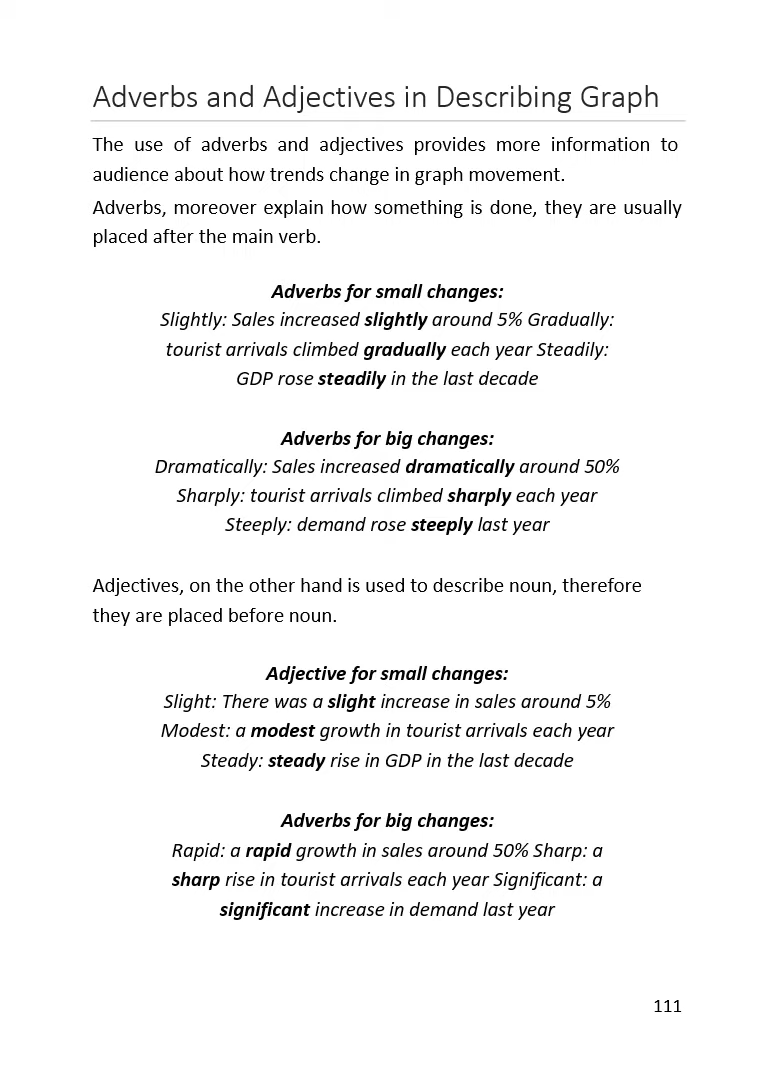 Adverbs and Adjectives in Describing Graph
The use of adverbs and adjectives provides more information to
audience about how trends change in graph movement.
Adverbs, moreover explain how something is done, they are usually
placed after the main verb.
Adverbs for small changes:
Slightly: Sales increased slightly around 5% Gradually:
tourist arrivals climbed gradually each year Steadily:
GDP rose steadily in the last decade
Adverbs for big changes:
Dramatically: Sales increased dramatically around 50%
Sharply: tourist arrivals climbed sharply each year
Steeply: demand rose steeply last year
Adjectives, on the other hand is used to describe noun, therefore
they are placed before noun.
Adjective for small changes:
Slight: There was a slight increase in sales around 5%
Modest: a modest growth in tourist arrivals each year
Steady: steady rise in GDP in the last decade
Adverbs for big changes:
Rapid: a rapid growth in sales around 50% Sharp: a
sharp rise in tourist arrivals each year Significant: a
significant increase in demand last year
111